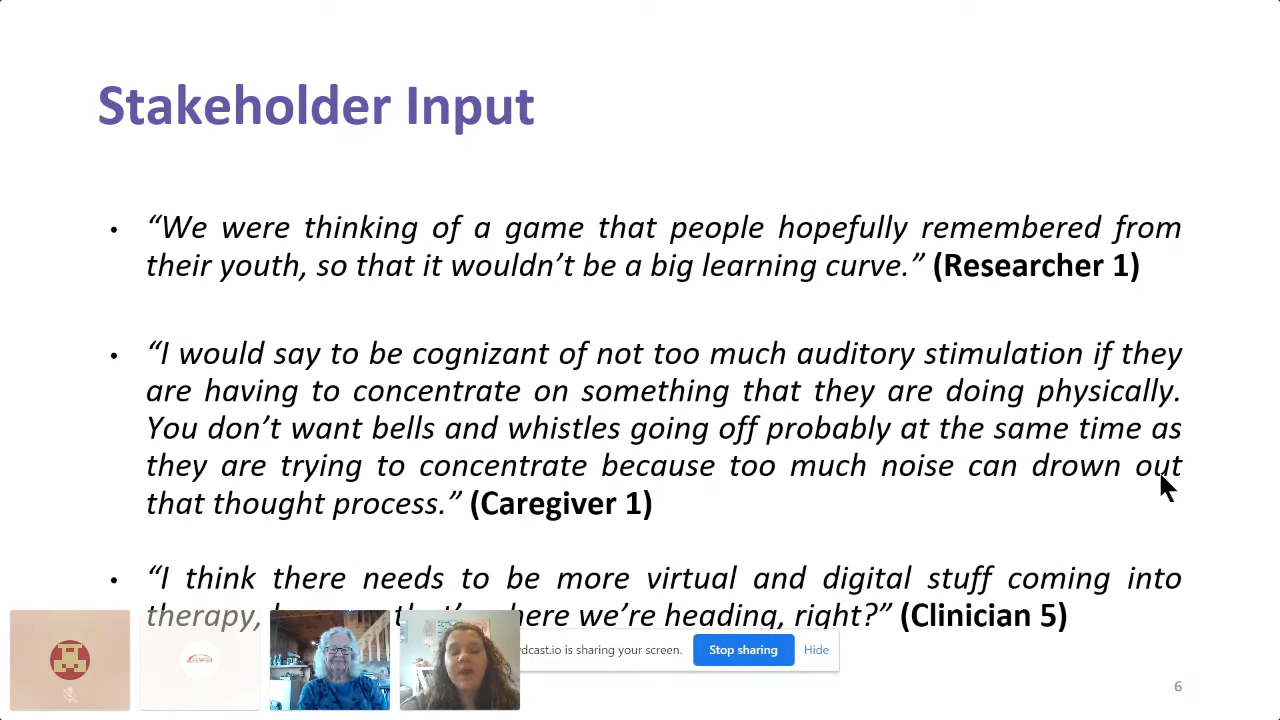 Stakeholder Input
• “We were thinking of a game that people hopefully remembered from
their youth, so that it wouldn’t be a big learning curve.” (Researcher 1)
• “I would say to be cognizant of not too much auditory stimulation if they
are having to concentrate on something that they are doing physically.
You don’t want bells and whistles going off probably at the same time as
they are trying to concentrate because too much noise can drown out
that thought process.” (Caregiver 1)
• “I think there needs to be more virtual and digital stuff coming into
therapy, we’re heading, right?” (Clinician 5)
is sharing your screen. Stop sharing Hide
6